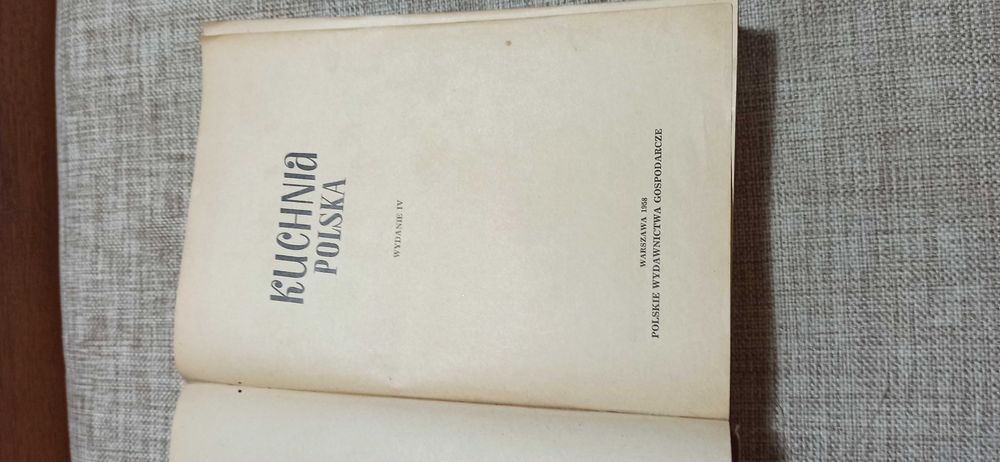 KUCHNIa
POLSKA
WYDANIE IV
WARSZAWA 1958
POLSKIE WYDAWNICTWA GOSPODARCZE